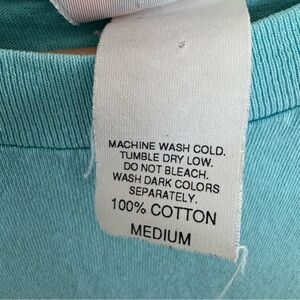 MACHINE WASH COLD.
TUMBLE DRY LOW.
DO NOT BLEACH.
WASH DARK COLORS
SEPARATELY.
100% COTTON
MEDIUM